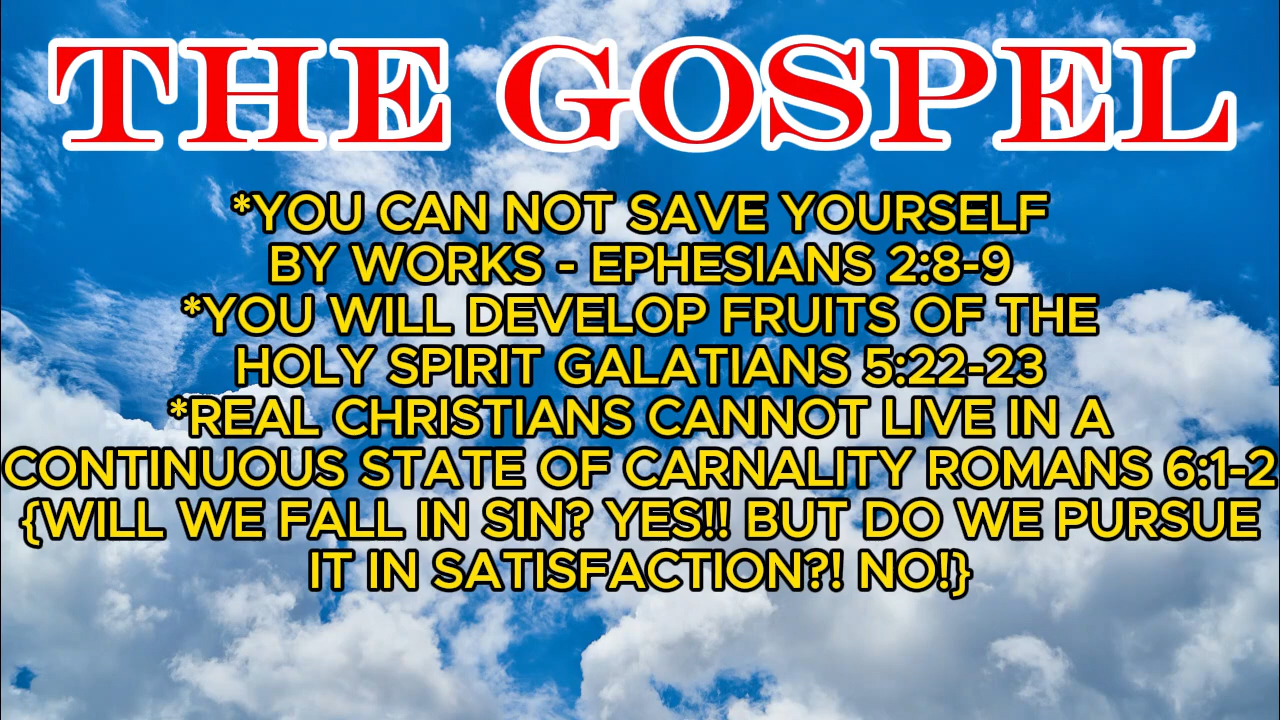 THE GOSPEL
*YOU CAN NOT SAVE YOURSELF
BY WORKS - EPHESIANS 2:8-9
*YOU WILL DEVELOP FRUITS OF THE
HOLY SPIRIT GALATIANS 5:22-23
*REAL CHRISTIANS CANNOT LIVE IN A
CONTINUOUS STATE OF CARNALITY ROMANS 6:1-2
{WILL WE FALL IN SIN? YES!! BUT DO WE PURSUE
IT IN SATISFACTION?! NO!}